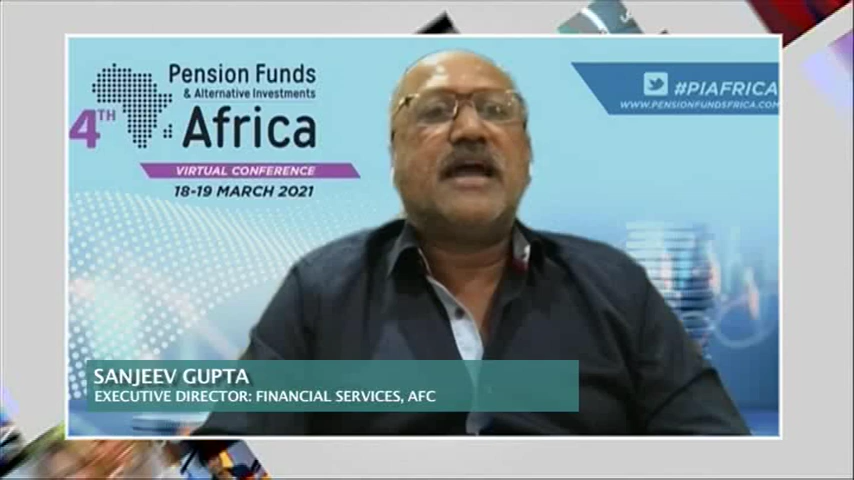 4TH
Pension Funds
& Alternative Investments
Africa
VIRTUAL CONFERENCE
18-19 MARCH 2021
#PIAFRICA
WWW.PENSIONFUNDSFRICA.COM
SANJEEV GUPTA
EXECUTIVE DIRECTOR: FINANCIAL SERVICES, AFC